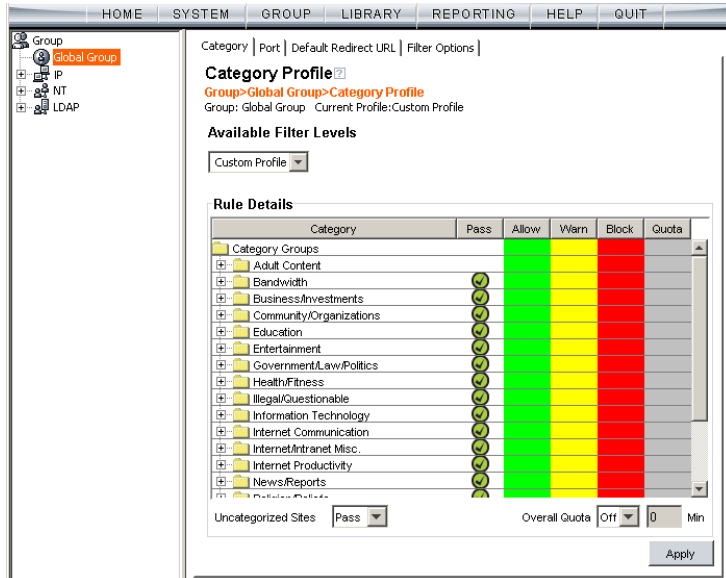 HOME SYSTEM GROUP LIBRARY REPORTING HELP QUIT
Group
Global Group
IP
NT
LDAP
Category Port Default Redirect URL Filter Options
Category Profile ?
Group>Global Group>Category Profile
Group: Global Group Current Profile:Custom Profile
Available Filter Levels
Custom Profile
Rule Details
Category Pass Allow Warn Block Quota
Category Groups
Adult Content
Bandwidth
Business/Investments
Community/Organizations
Education
Entertainment
Government/Law/Politics
Health/Fitness
Illegal/Questionable
Information Technology
Internet Communication
Internet/Intranet Misc.
Internet Productivity
News/Reports
Religion/Beliefs
Uncategorized Sites Pass Overall Quota Off 0 Min
Apply